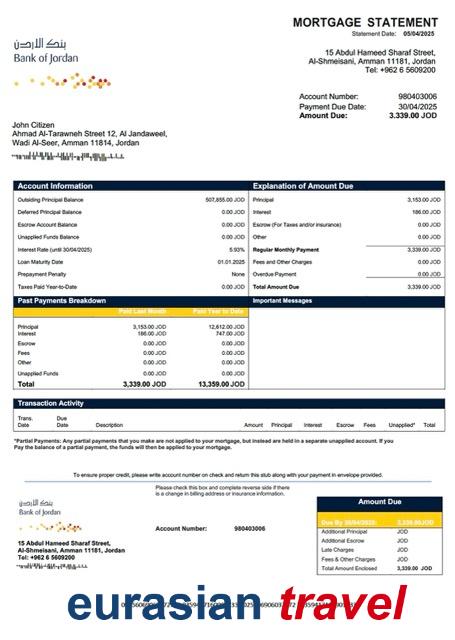 MORTGAGE STATEMENT
Statement Date: 05/04/2025
بنك الاردن
Bank of Jordan
15 Abdul Hameed Sharaf Street,
Al-Shmeisani, Amman 11181, Jordan
Tel: +962 6 5609200
Account Number: 980403006
Payment Due Date: 30/04/2025
Amount Due: 3.339.00 JOD
John Citizen
Ahmad Al-Tarawneh Street 12, Al Jandaweel,
Wadi Al-Seer, Amman 11814, Jordan
Account Information
Outsiding Principal Balance 507,855.00 JOD
Deferred Principal Balance 0.00 JOD
Escrow Account Balance 0.00 JOD
Unapplied Funds Balance 0.00 JOD
Interest Rate (until 30/04/2025) 5.93%
Loan Maturity Date 01.01.2025
Prepayment Penalty None
Taxes Paid Year-to-Date 0.00 JOD
Explanation of Amount Due
Principal 3,153.00 JOD
Interest 186.00 JOD
Escrow (For Taxes and/or insurance) 0.00 JOD
Other 0.00 JOD
Regular Monthly Payment 3,339.00 JOD
Fees and Other Charges 0.00 JOD
Overdue Payment 0.00 JOD
Total Amount Due 3,339.00 JOD
Past Payments Breakdown
Paid Last Month Paid Year to Date
Principal 3,153.00 JOD 12,612.00 JOD
Interest 186.00 JOD 747.00 JOD
Escrow 0.00 JOD 0.00 JOD
Fees 0.00 JOD 0.00 JOD
Other 0.00 JOD 0.00 JOD
Unapplied Funds 0.00 JOD 0.00 JOD
Total 3,339.00 JOD 13,359.00 JOD
Important Messages
Transaction Activity
Trans. Date Due Date Description Amount Principal Interest Escrow Fees Unapplied* Total
*Partial Payments: Any partial payments that you make are not applied to your mortgage, but instead are held in a separate unapplied account. If you
Pay the balance of a partial payment, the funds will then be applied to your mortgage.
To ensure proper credit, please write account number on check and return this stub along with your payment in envelope provided.
بنك الاردن
Bank of Jordan
Please check this box and complete reverse side if there
is a change in billing address or insurance information.
Account Number: 980403006
15 Abdul Hameed Sharaf Street,
Al-Shmeisani, Amman 11181, Jordan
Tel: +962 6 5609200
Amount Due
Due By 30/04/2025: 3,339.00JOD
Additional Principal JOD
Additional Escrow JOD
Late Charges JOD
Fees & Other Charges JOD
Total Amount Enclosed 3,339.00 JOD
eurasian travel